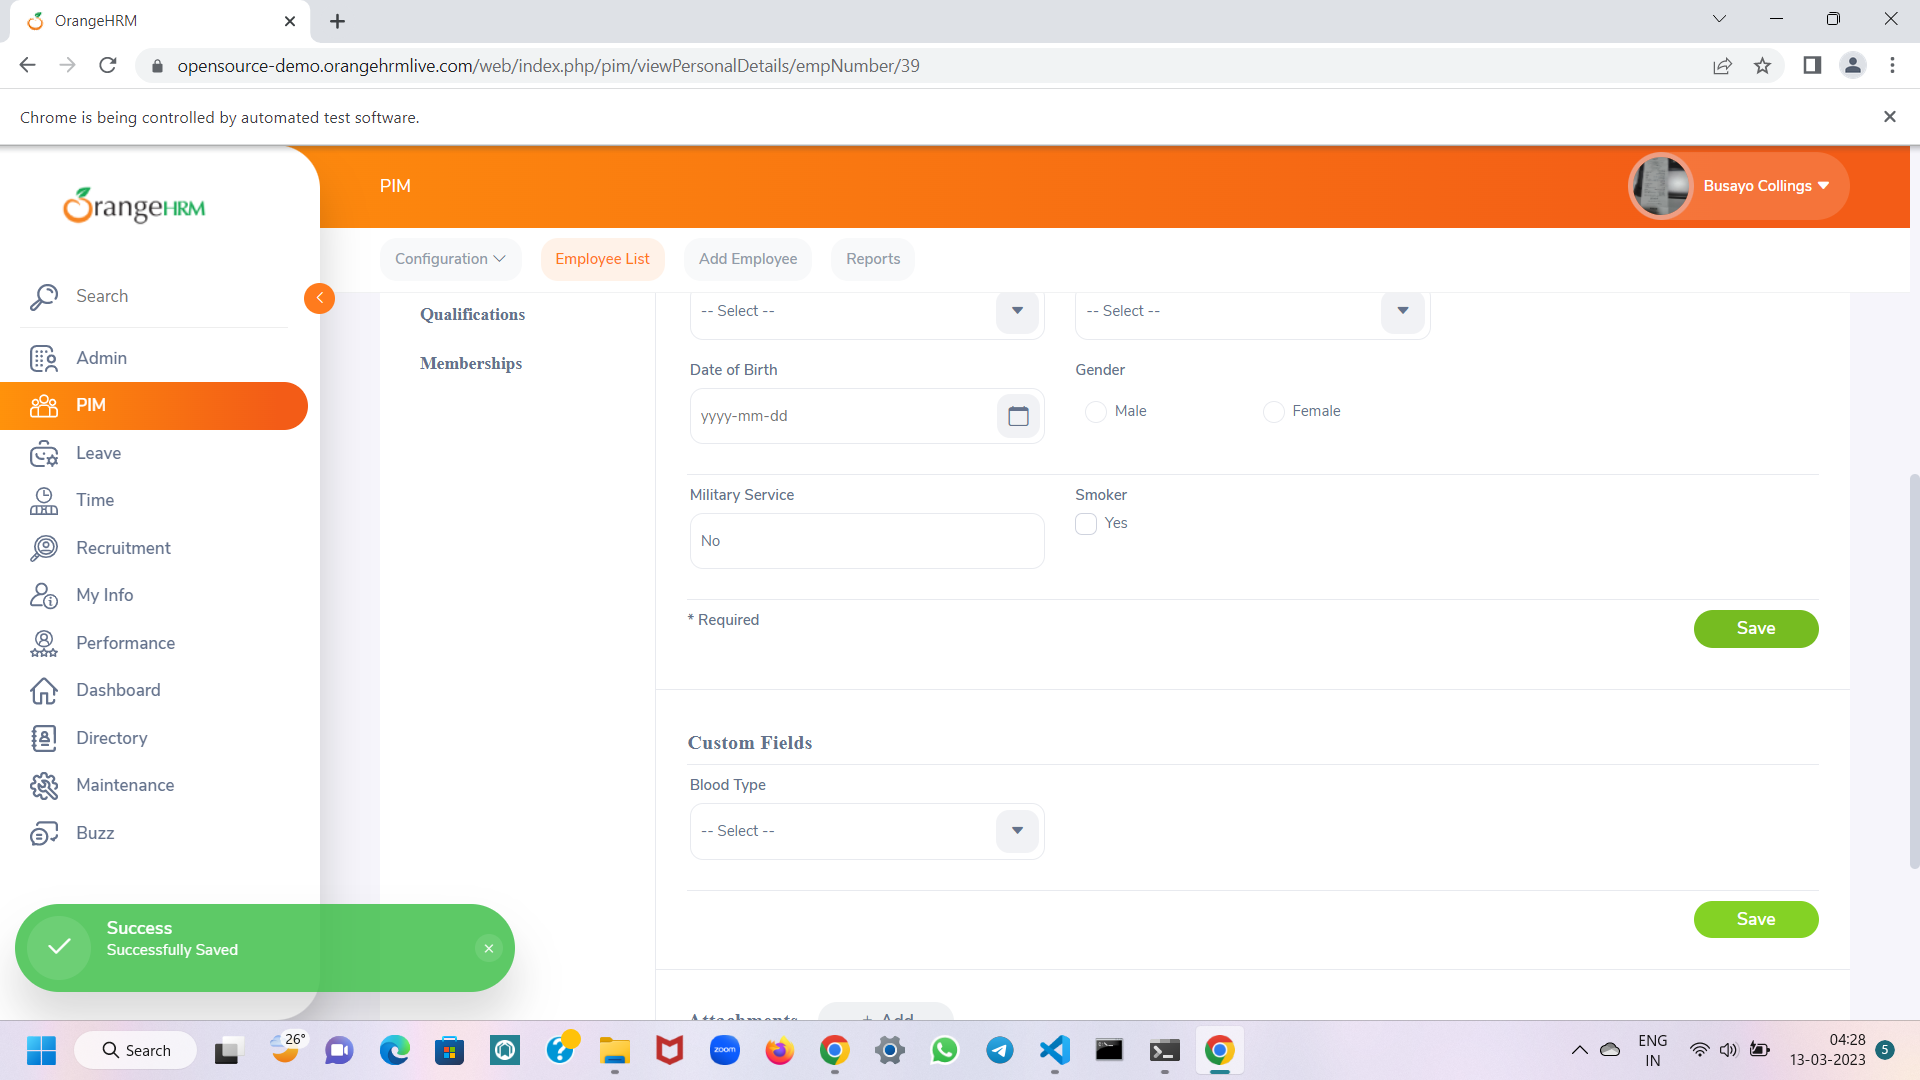 OrangeHRM
opensource-demo.orangehrmlive.com/web/index.php/pim/viewPersonalDetails/empNumber/39
Chrome is being controlled by automated test software.
OrangeHRM
PIM
Busayo Collings
Configuration
Employee List
Add Employee
Reports
Search
Admin
PIM
Leave
Time
Recruitment
My Info
Performance
Dashboard
Directory
Maintenance
Buzz
Qualifications
Memberships
-- Select --
-- Select --
Date of Birth
Gender
yyyy-mm-dd
Male
Female
Military Service
Smoker
No
Yes
* Required
Save
Custom Fields
Blood Type
-- Select --
Save
Attachments
+ Add
Success
Successfully Saved
Search
26°
zoom
ENG
IN
04:28
13-03-2023
5